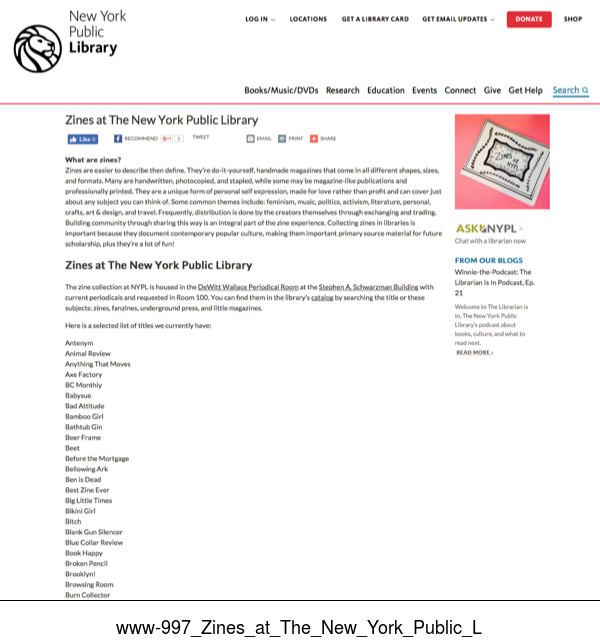 New York
Public
Library
LOG IN
LOCATIONS
GET A LIBRARY CARD
GET EMAIL UPDATES
DONATE
SHOP
Books/Music/DVDs Research Education Events Connect Give Get Help Search
Zines at The New York Public Library
Like 0
RECOMMEND
G+1
0
TWEET
EMAIL
PRINT
SHARE
What are zines?
Zines are easier to describe then define. They're do-it-yourself, handmade magazines that come in all different shapes, sizes,
and formats. Many are handwritten, photocopied, and stapled, while some may be magazine-like publications and
professionally printed. They are a unique form of personal self expression, made for love rather than profit and can cover just
about any subject you can think of. Some common themes include: feminism, music, politics, activism, literature, personal,
crafts, art & design, and travel. Frequently, distribution is done by the creators themselves through exchanging and trading.
Building community through sharing this way is an integral part of the zine experience. Collecting zines in libraries is
important because they document contemporary popular culture, making them important primary source material for future
scholarship, plus they're a lot of fun!
Zines at The New York Public Library
The zine collection at NYPL is housed in the DeWitt Wallace Periodical Room at the Stephen A. Schwarzman Building with
current periodicals and requested in Room 100. You can find them in the library's catalog by searching the title or these
subjects: zines, fanzines, underground press, and little magazines.
Here is a selected list of titles we currently have:
Antenym
Animal Review
Anything That Moves
Axe Factory
BC Monthly
Babysue
Bad Attitude
Bamboo Girl
Bathtub Gin
Beer Frame
Beet
Before the Mortgage
Bellowing Ark
Ben is Dead
Best Zine Ever
Big Little Times
Bikini Girl
Bitch
Blank Gun Silencer
Blue Collar Review
Book Happy
Broken Pencil
Brooklyn!
Browsing Room
Burn Collector
Zines at
NYPL
ASK NYPL
Chat with a librarian now
FROM OUR BLOGS
Winnie-the-Podcast: The
Librarian Is In Podcast, Ep.
21
Welcome to The Librarian Is
In, The New York Public
Library's podcast about
books, culture, and what to
read next.
READ MORE ›
www-997_Zines_at_The_New_York_Public_L